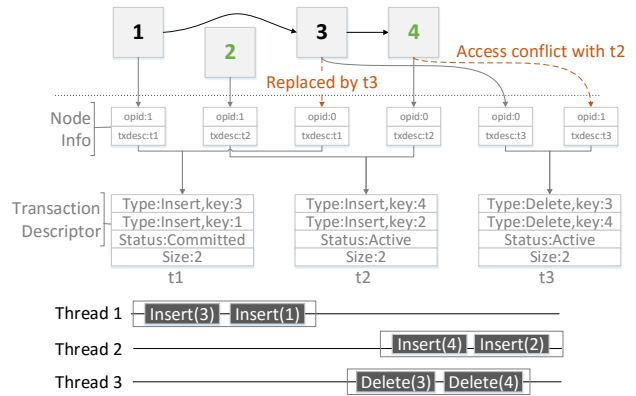 1
3
4
2
Access conflict with t2
Replaced by t3
Node Info
opid:1
txdesc:t1
opid:1
txdesc:t2
opid:0
txdesc:t1
opid:0
txdesc:t2
opid:0
txdesc:t3
opid:1
txdesc:t3
Transaction Descriptor
Type:Insert,key:3
Type:Insert,key:1
Status:Committed
Size:2
t1
Type:Insert,key:4
Type:Insert,key:2
Status:Active
Size:2
t2
Type:Delete,key:3
Type:Delete,key:4
Status:Active
Size:2
t3
Thread 1
Insert(3)
Insert(1)
Thread 2
Insert(4)
Insert(2)
Thread 3
Delete(3)
Delete(4)